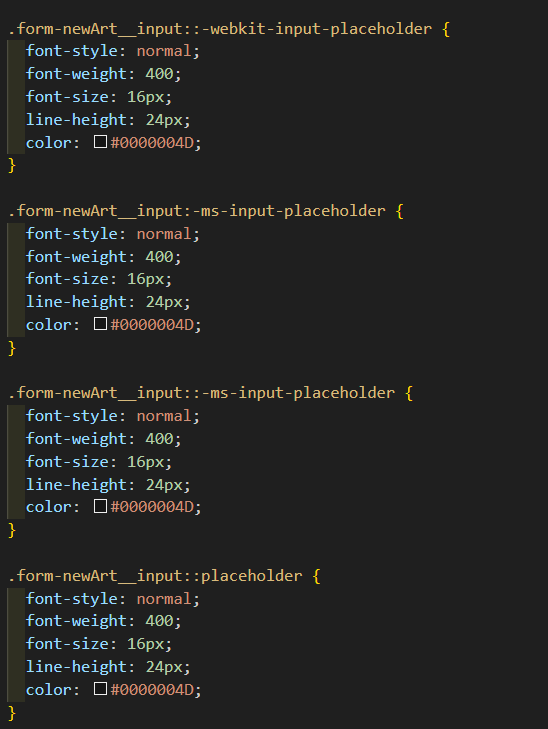 .form-newArt__input::-webkit-input-placeholder {
font-style: normal;
font-weight: 400;
font-size: 16px;
line-height: 24px;
color: #0000004D;
}
.form-newArt__input:-ms-input-placeholder {
font-style: normal;
font-weight: 400;
font-size: 16px;
line-height: 24px;
color: #0000004D;
}
.form-newArt__input::-ms-input-placeholder {
font-style: normal;
font-weight: 400;
font-size: 16px;
line-height: 24px;
color: #0000004D;
}
.form-newArt__input::placeholder {
font-style: normal;
font-weight: 400;
font-size: 16px;
line-height: 24px;
color: #0000004D;
}